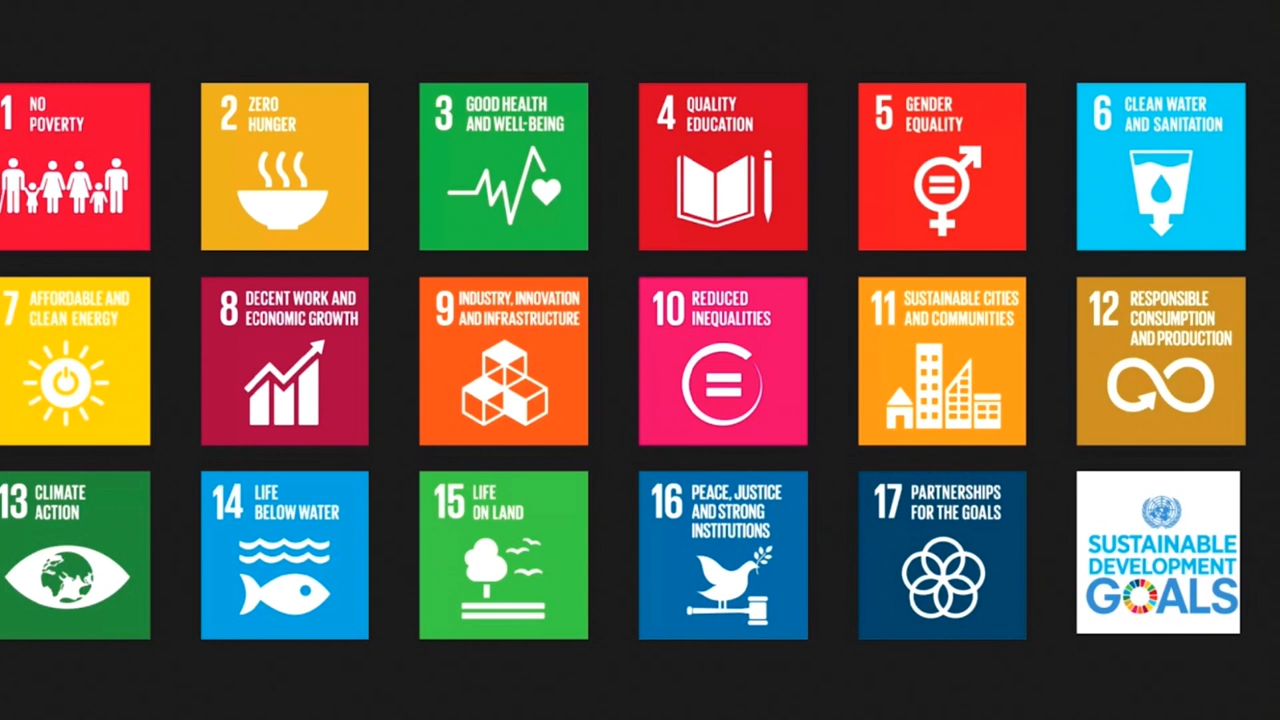 1 NO
POVERTY
2 ZERO
HUNGER
3 GOOD HEALTH
AND WELL-BEING
4 QUALITY
EDUCATION
5 GENDER
EQUALITY
6 CLEAN WATER
AND SANITATION
7 AFFORDABLE AND
CLEAN ENERGY
8 DECENT WORK AND
ECONOMIC GROWTH
9 INDUSTRY, INNOVATION
AND INFRASTRUCTURE
10 REDUCED
INEQUALITIES
11 SUSTAINABLE CITIES
AND COMMUNITIES
12 RESPONSIBLE
CONSUMPTION
AND PRODUCTION
13 CLIMATE
ACTION
14 LIFE
BELOW WATER
15 LIFE
ON LAND
16 PEACE, JUSTICE
AND STRONG
INSTITUTIONS
17 PARTNERSHIPS
FOR THE GOALS
SUSTAINABLE
DEVELOPMENT
GOALS